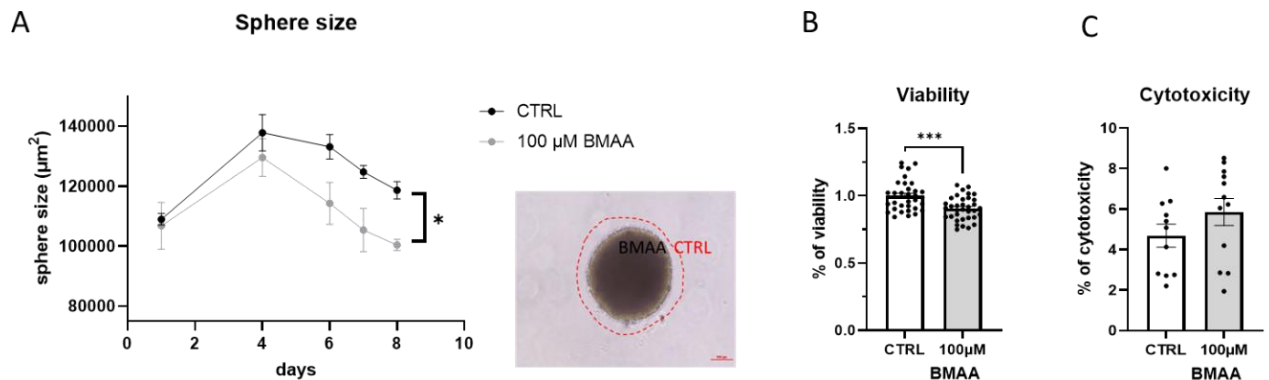 A
Sphere size
sphere size (µm²)
140000
120000
100000
80000
0
2
4
6
8
10
days
CTRL
100 µM BMAA
*
BMAA CTRL
B
Viability
% of viability
1.5
1.0
0.5
0.0
***
CTRL 100µM
BMAA
C
Cytotoxicity
% of cytotoxicity
10
8
6
4
2
0
CTRL 100µM
BMAA